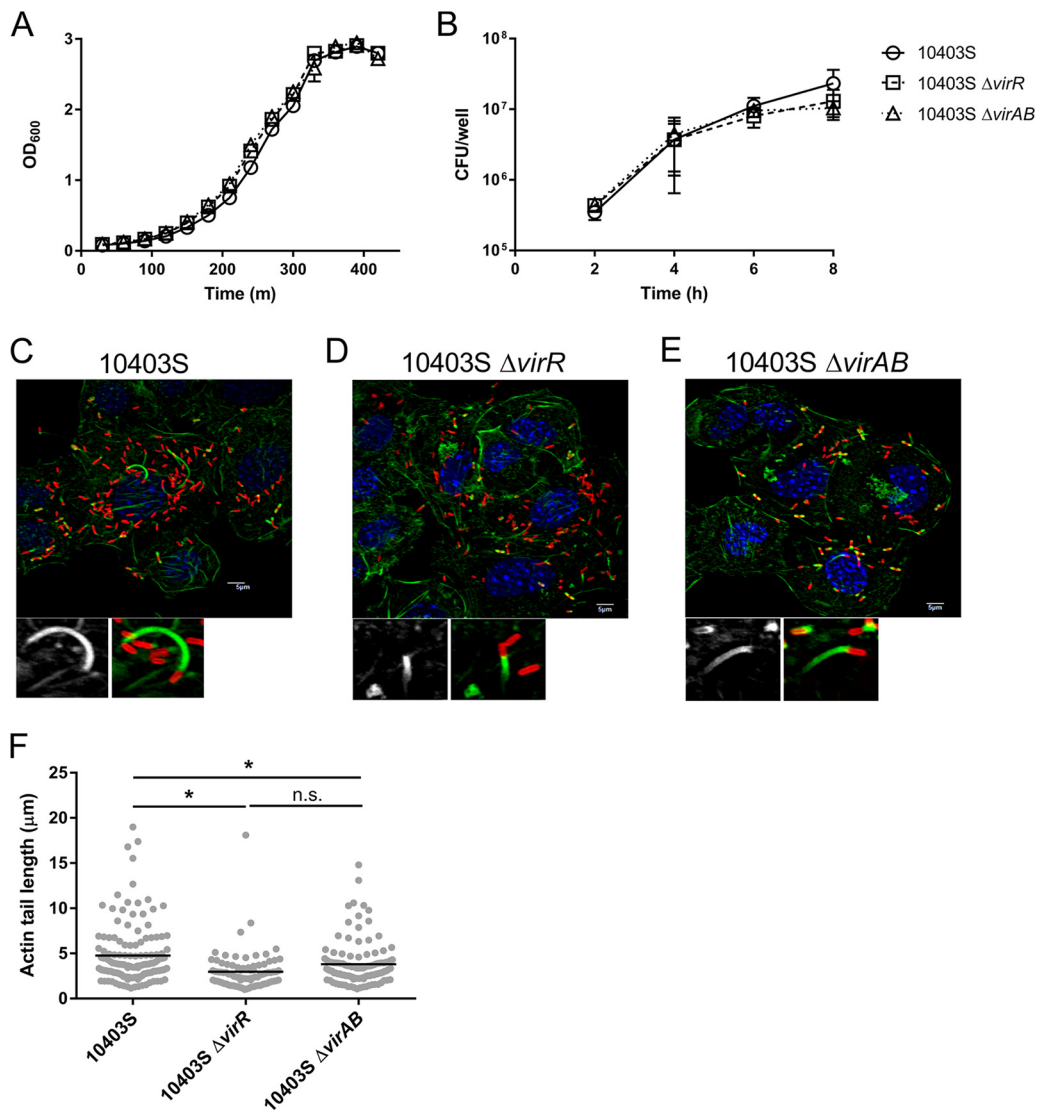 A
3
2
1
0
OD600
0
100
200
300
400
Time (m)
B
10^8
10^7
10^6
10^5
CFU/well
0
2
4
6
8
Time (h)
10403S
10403S ΔvirR
10403S ΔvirAB
C
10403S
5μm
D
10403S ΔvirR
5μm
E
10403S ΔvirAB
5μm
F
25
20
15
10
5
0
Actin tail length (μm)
*
*
n.s.
10403S
10403S ΔvirR
10403S ΔvirAB